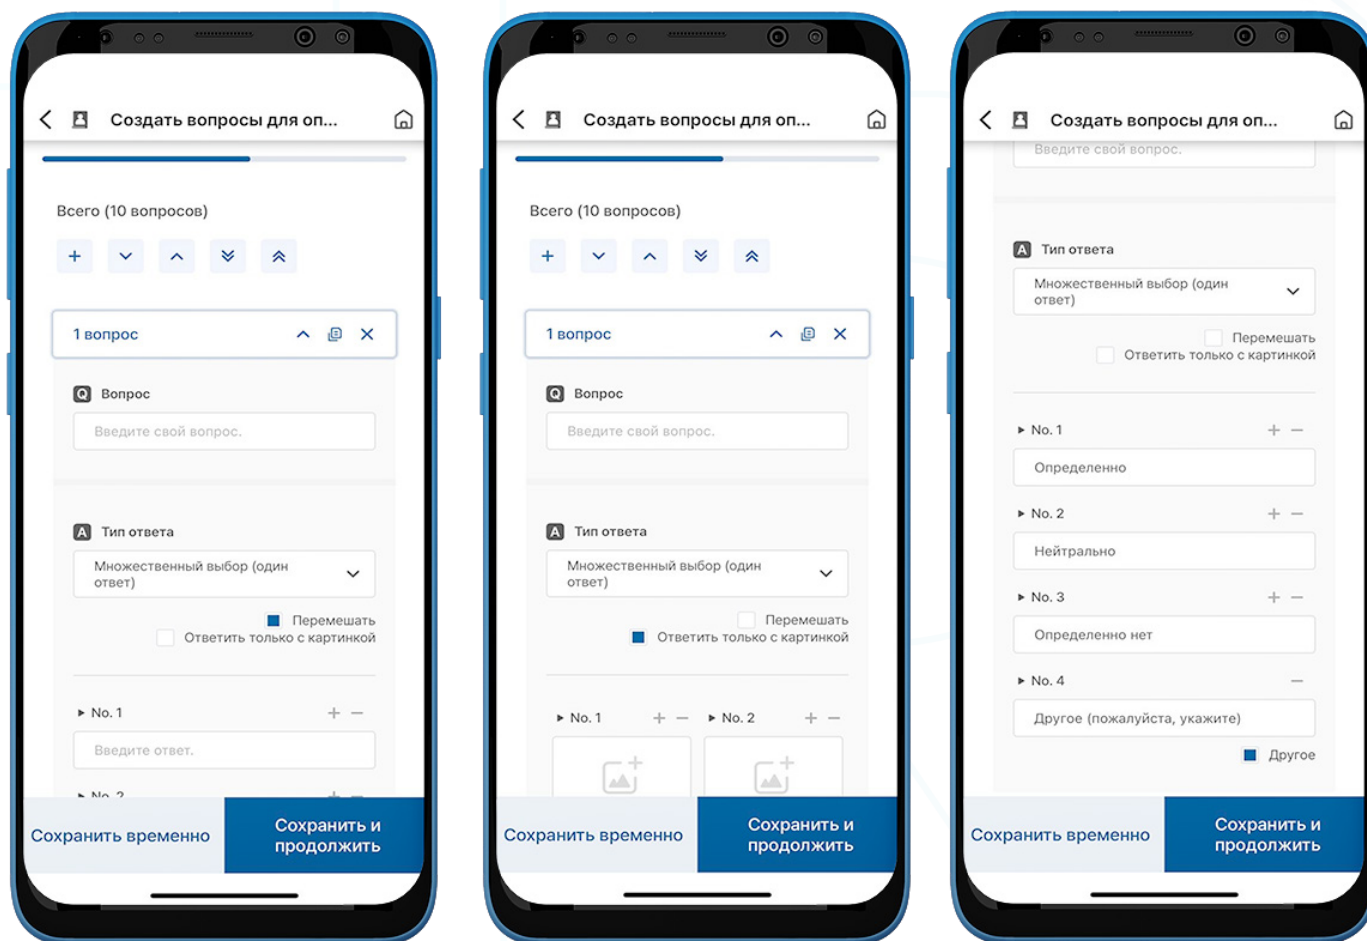 Создать вопросы для оп...
Всего (10 вопросов)
1 вопрос
Q Вопрос
Введите свой вопрос.
A Тип ответа
Множественный выбор (один
ответ)
Перемешать
Ответить только с картинкой
No. 1
Введите ответ.
No. 2
Сохранить временно
Сохранить и
продолжить
Создать вопросы для оп...
Всего (10 вопросов)
1 вопрос
Q Вопрос
Введите свой вопрос.
A Тип ответа
Множественный выбор (один
ответ)
Перемешать
Ответить только с картинкой
No. 1 No. 2
Сохранить временно
Сохранить и
продолжить
Создать вопросы для оп...
Введите свой вопрос.
A Тип ответа
Множественный выбор (один
ответ)
Перемешать
Ответить только с картинкой
No. 1
Определенно
No. 2
Нейтрально
No. 3
Определенно нет
No. 4
Другое (пожалуйста, укажите)
Другое
Сохранить временно
Сохранить и
продолжить